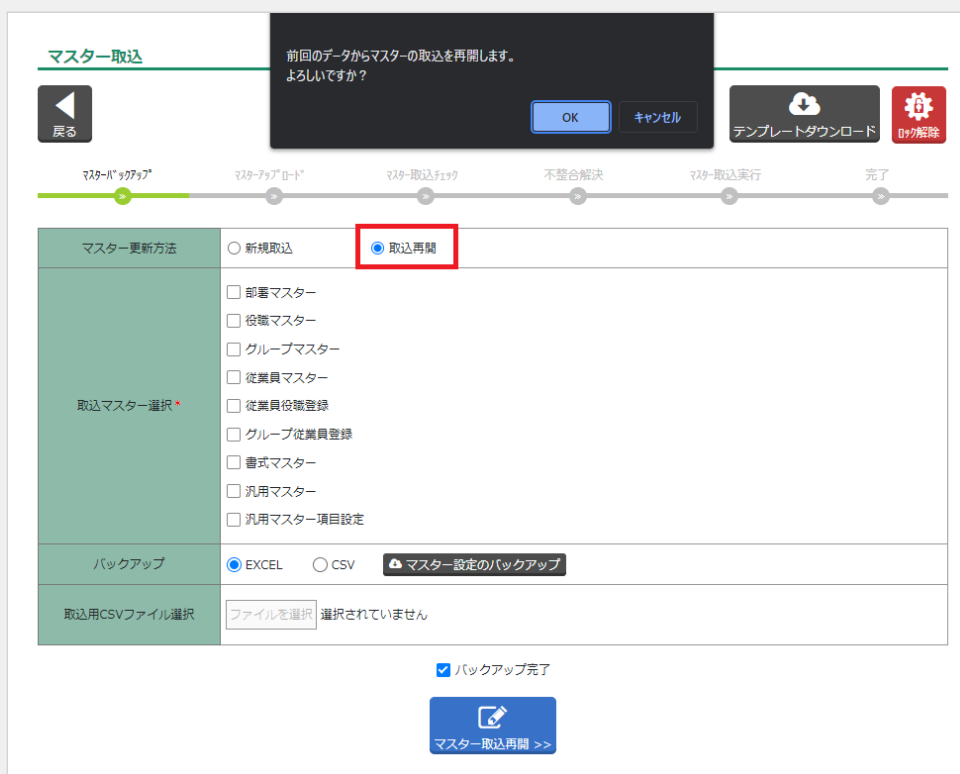 前回のデータからマスターの取込を再開します。
よろしいですか?
OK
キャンセル
マスター取込
戻る
テンプレートダウンロード
ロック解除
マスターバックアップ
マスターアップロード
マスター取込チェック
不整合解決
マスター取込実行
完了
マスター更新方法
新規取込
取込再開
取込マスター選択*
部署マスター
役職マスター
グループマスター
従業員マスター
従業員役職登録
グループ従業員登録
書式マスター
汎用マスター
汎用マスター項目設定
バックアップ
EXCEL
CSV
マスター設定のバックアップ
取込用CSVファイル選択
ファイルを選択 選択されていません
バックアップ完了
マスター取込再開 >>